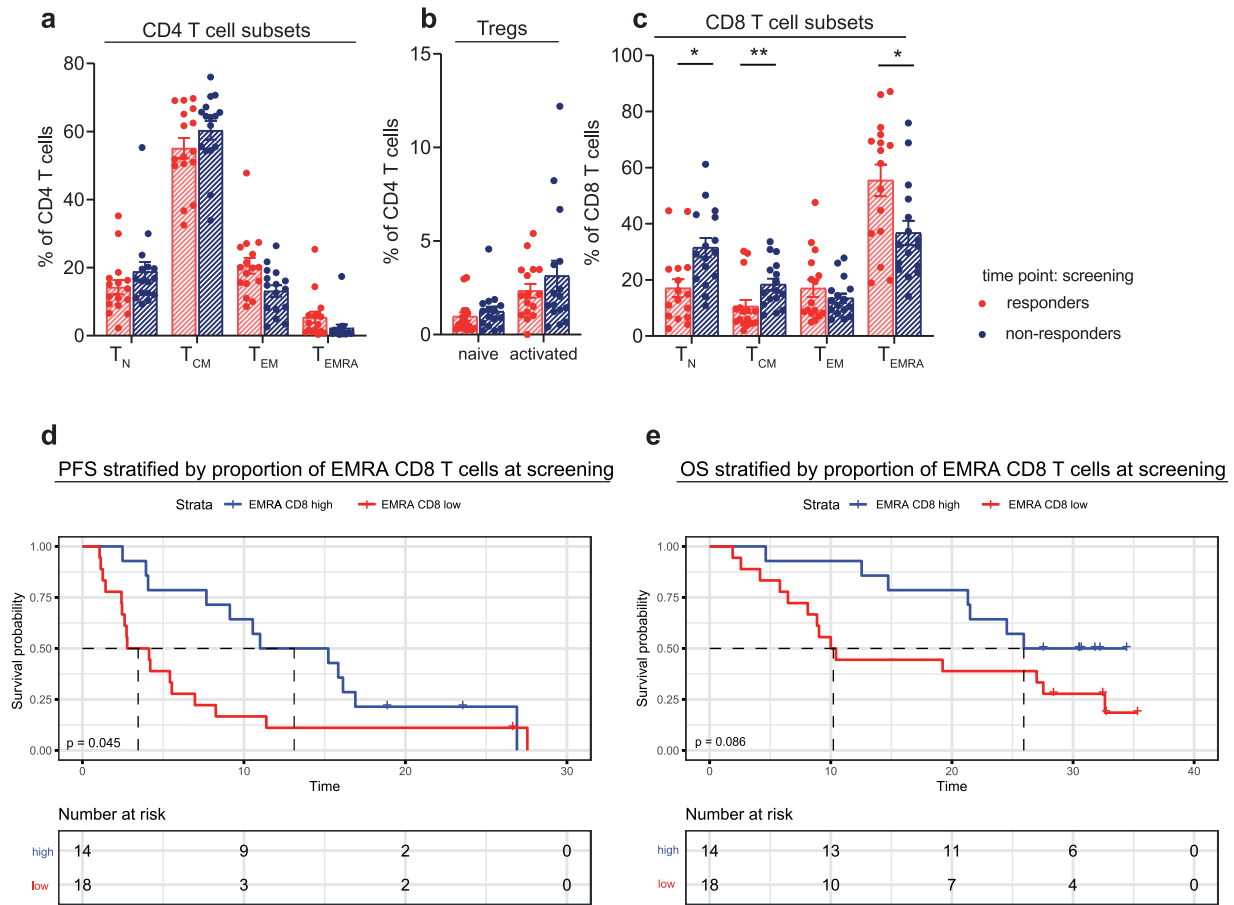 a
CD4 T cell subsets
% of CD4 T cells
80
60
40
20
0
TN
TCM
TEM
TEMRA
b
Tregs
% of CD4 T cells
15
10
5
0
naive
activated
c
CD8 T cell subsets
% of CD8 T cells
100
80
60
40
20
0
*
**
*
TN
TCM
TEM
TEMRA
time point: screening
responders
non-responders
d
PFS stratified by proportion of EMRA CD8 T cells at screening
Strata EMRA CD8 high EMRA CD8 low
Survival probability
1.00
0.75
0.50
0.25
0.00
p = 0.045
0 10 20 30
Time
Number at risk
high 14 9 2 0
low 18 3 2 0
e
OS stratified by proportion of EMRA CD8 T cells at screening
Strata EMRA CD8 high EMRA CD8 low
Survival probability
1.00
0.75
0.50
0.25
0.00
p = 0.086
0 10 20 30 40
Time
Number at risk
high 14 13 11 6 0
low 18 10 7 4 0